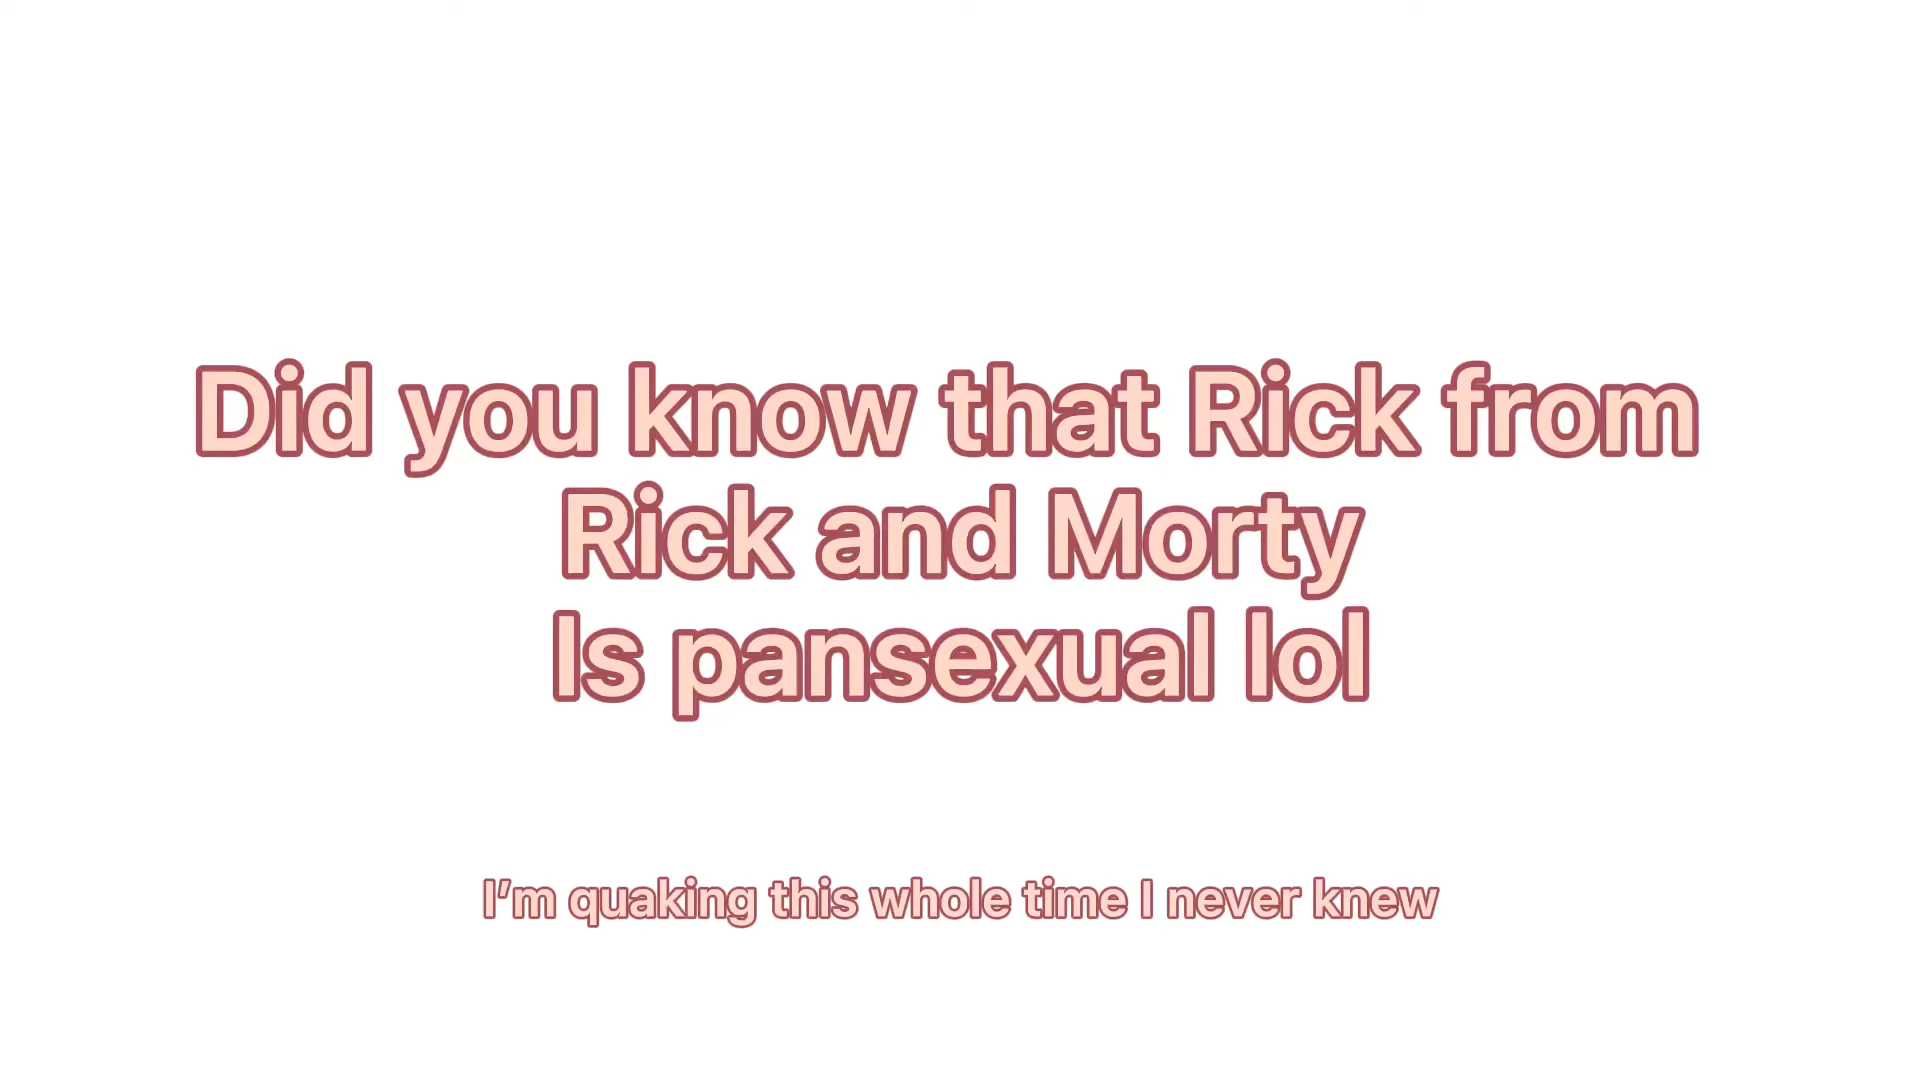 Did you know that Rick from
Rick and Morty
Is pansexual lol
I’m quaking this whole time I never knew